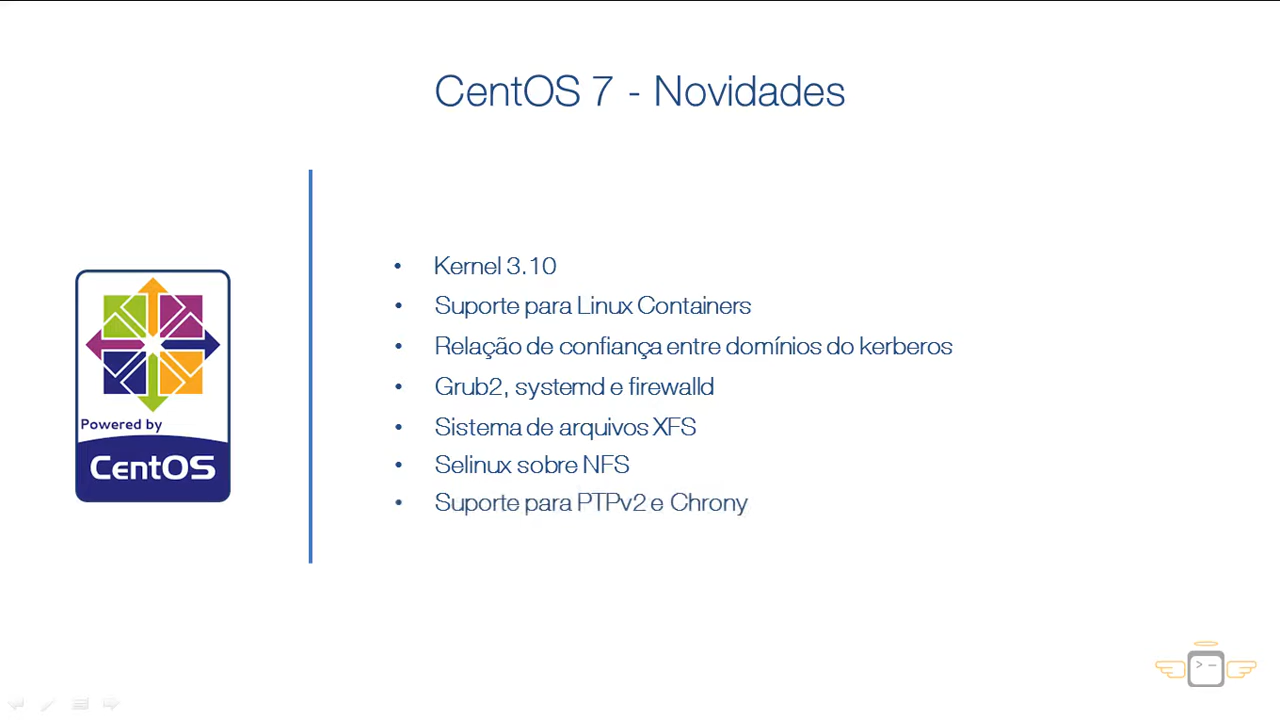 CentOS 7 - Novidades
• Kernel 3.10
• Suporte para Linux Containers
• Relação de confiança entre domínios do kerberos
• Grub2, systemd e firewalld
• Sistema de arquivos XFS
• Selinux sobre NFS
• Suporte para PTPv2 e Chrony
Powered by
CentOS